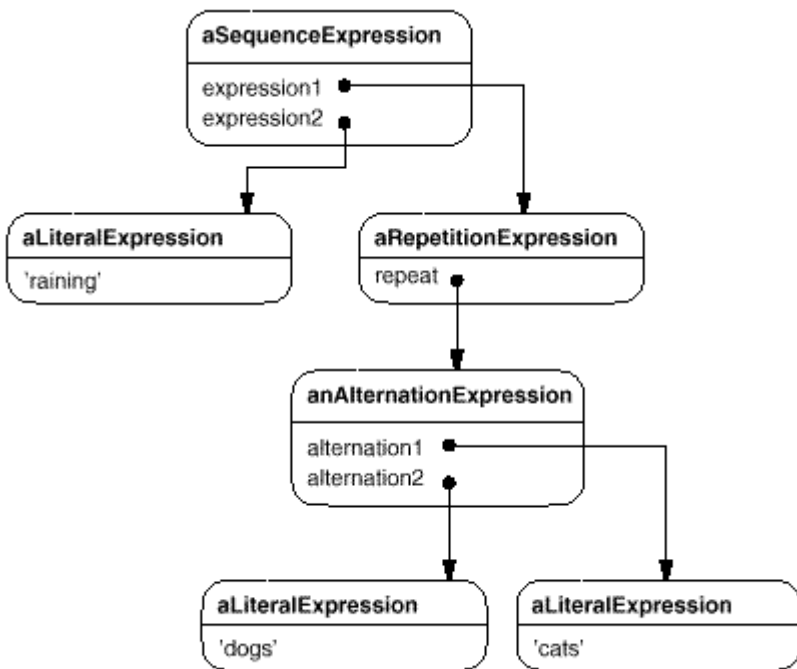 aSequenceExpression
expression1
expression2
aLiteralExpression
'raining'
aRepetitionExpression
repeat
anAlternationExpression
alternation1
alternation2
aLiteralExpression
'dogs'
aLiteralExpression
'cats'